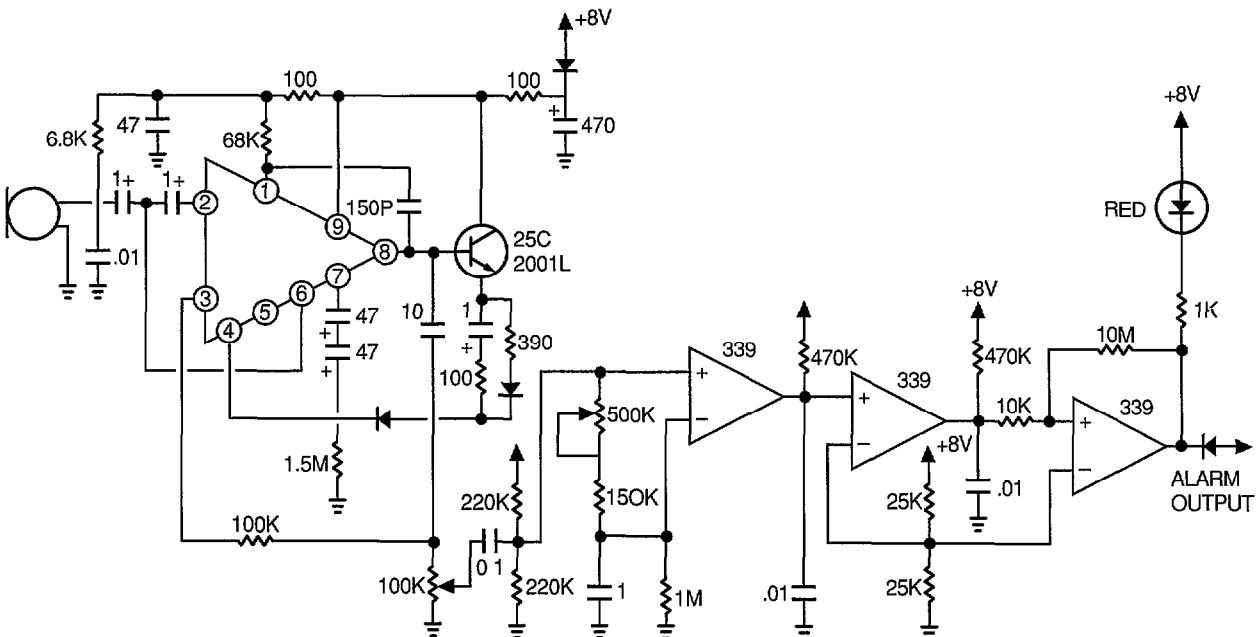 +8V
100
100
+
470
6.8K
47
68K
+8V
1+
1+
2
1
150P
RED
9
25C
2001L
8
.01
3
7
6
5
4
47
+
47
+
10
1
+
390
100
339
+
−
470K
+8V
470K
10M
1K
339
+
−
10K
339
+
−
500K
1.5M
+8V
ALARM
OUTPUT
220K
150K
25K
.01
100K
0 1
100K
220K
1
1M
.01
25K